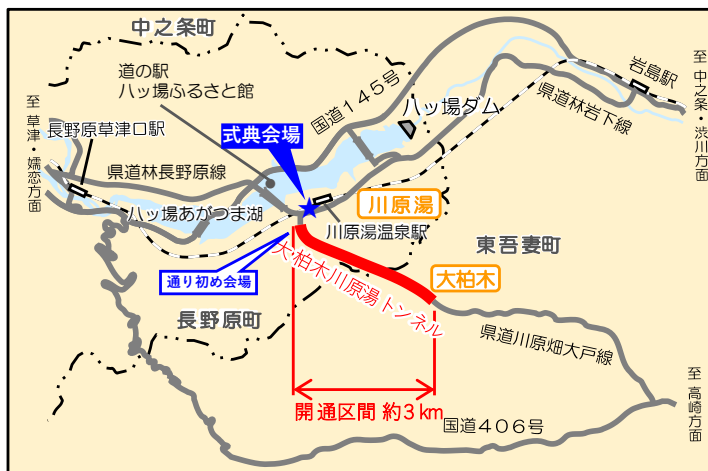 中之条町
道の駅
八ッ場ふるさと館
国道145号
岩島駅
至 中之条・渋川方面
県道林岩下線
八ッ場ダム
至 草津・嬬恋方面
長野原草津口駅
式典会場
県道林長野原線
川原湯
八ッ場あがつま湖
川原湯温泉駅
東吾妻町
通り初め会場
大柏木川原湯トンネル
大柏木
長野原町
県道川原畑大戸線
至 高崎方面
開通区間 約3km
国道406号